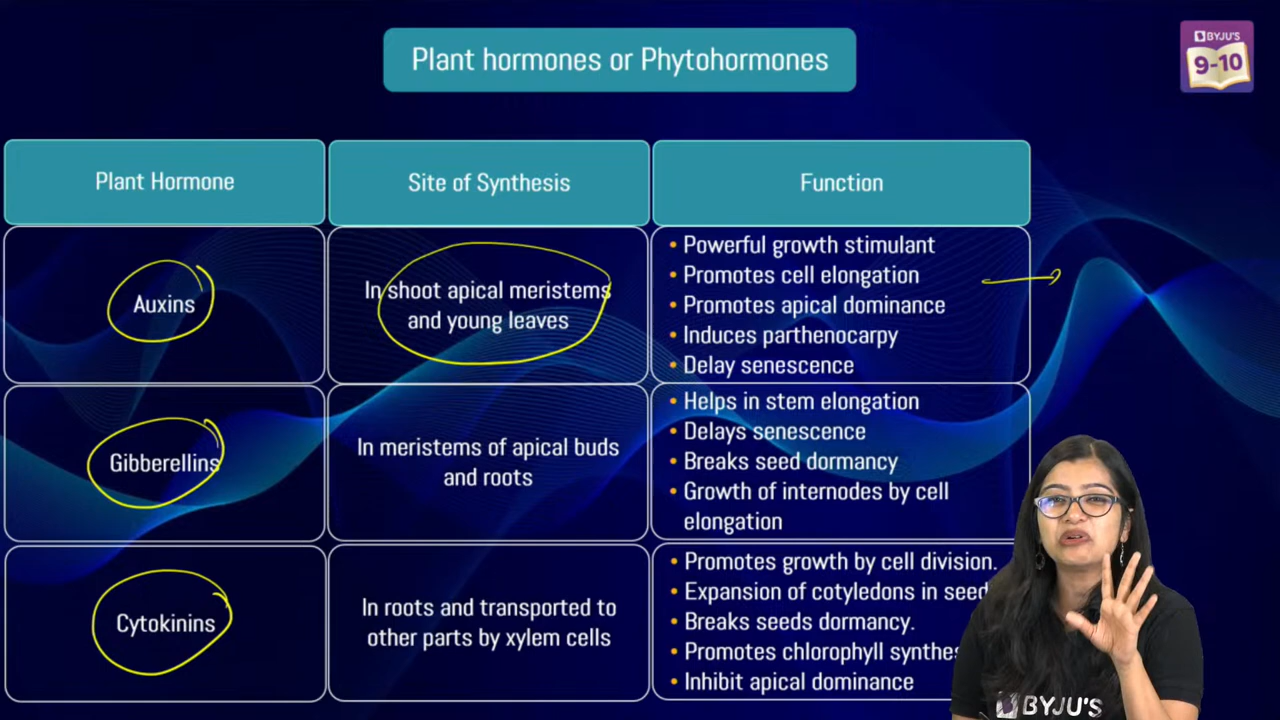 Plant hormones or Phytohormones
BYJU'S
9-10
Plant Hormone
Site of Synthesis
Function
Auxins
In shoot apical meristems
and young leaves
• Powerful growth stimulant
• Promotes cell elongation
• Promotes apical dominance
• Induces parthenocarpy
• Delay senescence
Gibberellins
In meristems of apical buds
and roots
• Helps in stem elongation
• Delays senescence
• Breaks seed dormancy
• Growth of internodes by cell
elongation
Cytokinins
In roots and transported to
other parts by xylem cells
• Promotes growth by cell division.
• Expansion of cotyledons in seed
• Breaks seeds dormancy.
• Promotes chlorophyll
• Inhibit apical dominance
BYJU'S